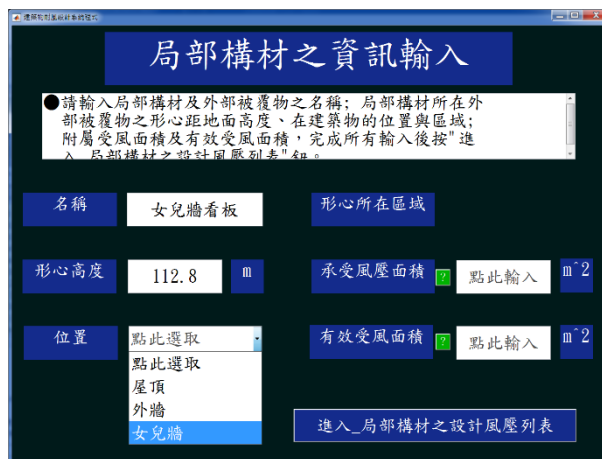 建築物耐風設計系統程式
局部構材之資訊輸入
●請輸入局部構材及外部被覆物之名稱; 局部構材所在外
部被覆物之形心距地面高度、在建築物的位置與區域;
附屬受風面積及有效受風面積，完成所有輸入後按"進
入_局部構材之設計風壓列表"鈕。
名稱 女兒牆看板 形心所在區域
形心高度 112.8 m 承受風壓面積 ? 點此輸入 m^2
位置 點此選取 有效受風面積 ? 點此輸入 m^2
點此選取
屋頂
外牆
女兒牆
進入_局部構材之設計風壓列表